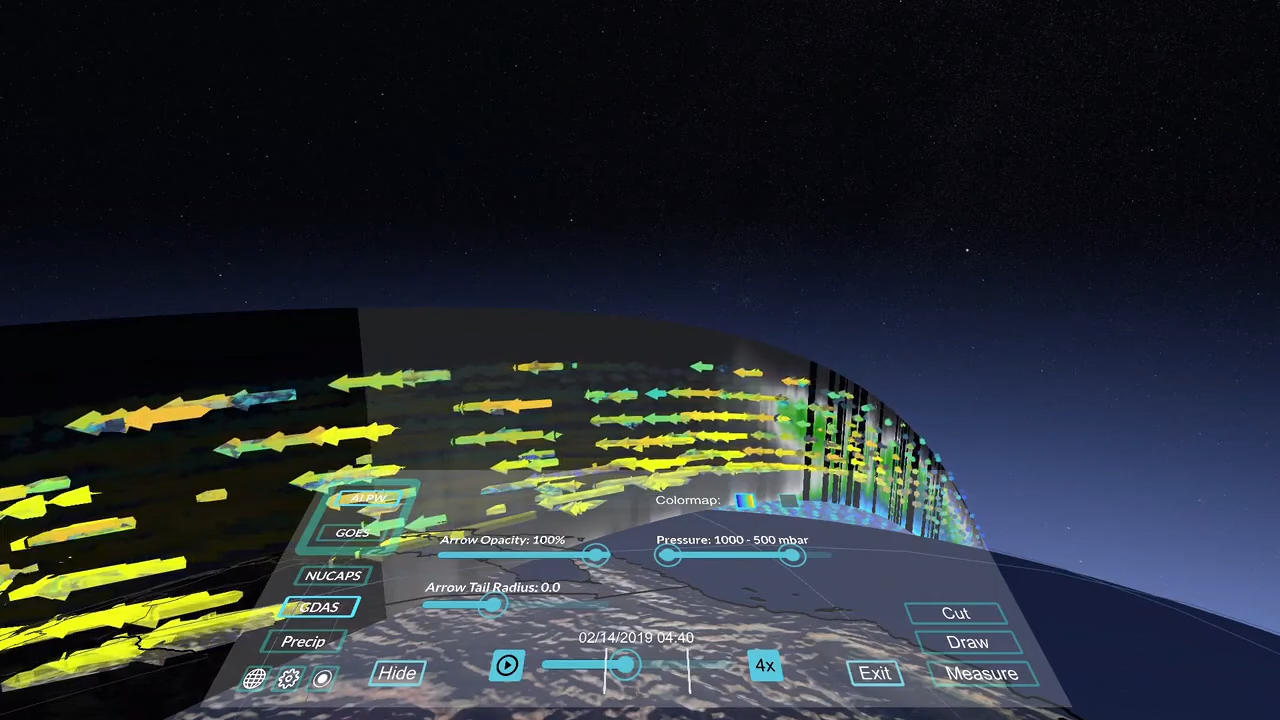 ALPW
Colormap:
GOES
Arrow Opacity: 100%
Pressure: 1000 - 500 mbar
NUCAPS
Arrow Tail Radius: 0.0
GDAS
Cut
Precip
02/14/2019 04:40
Draw
Hide
4x
Exit
Measure